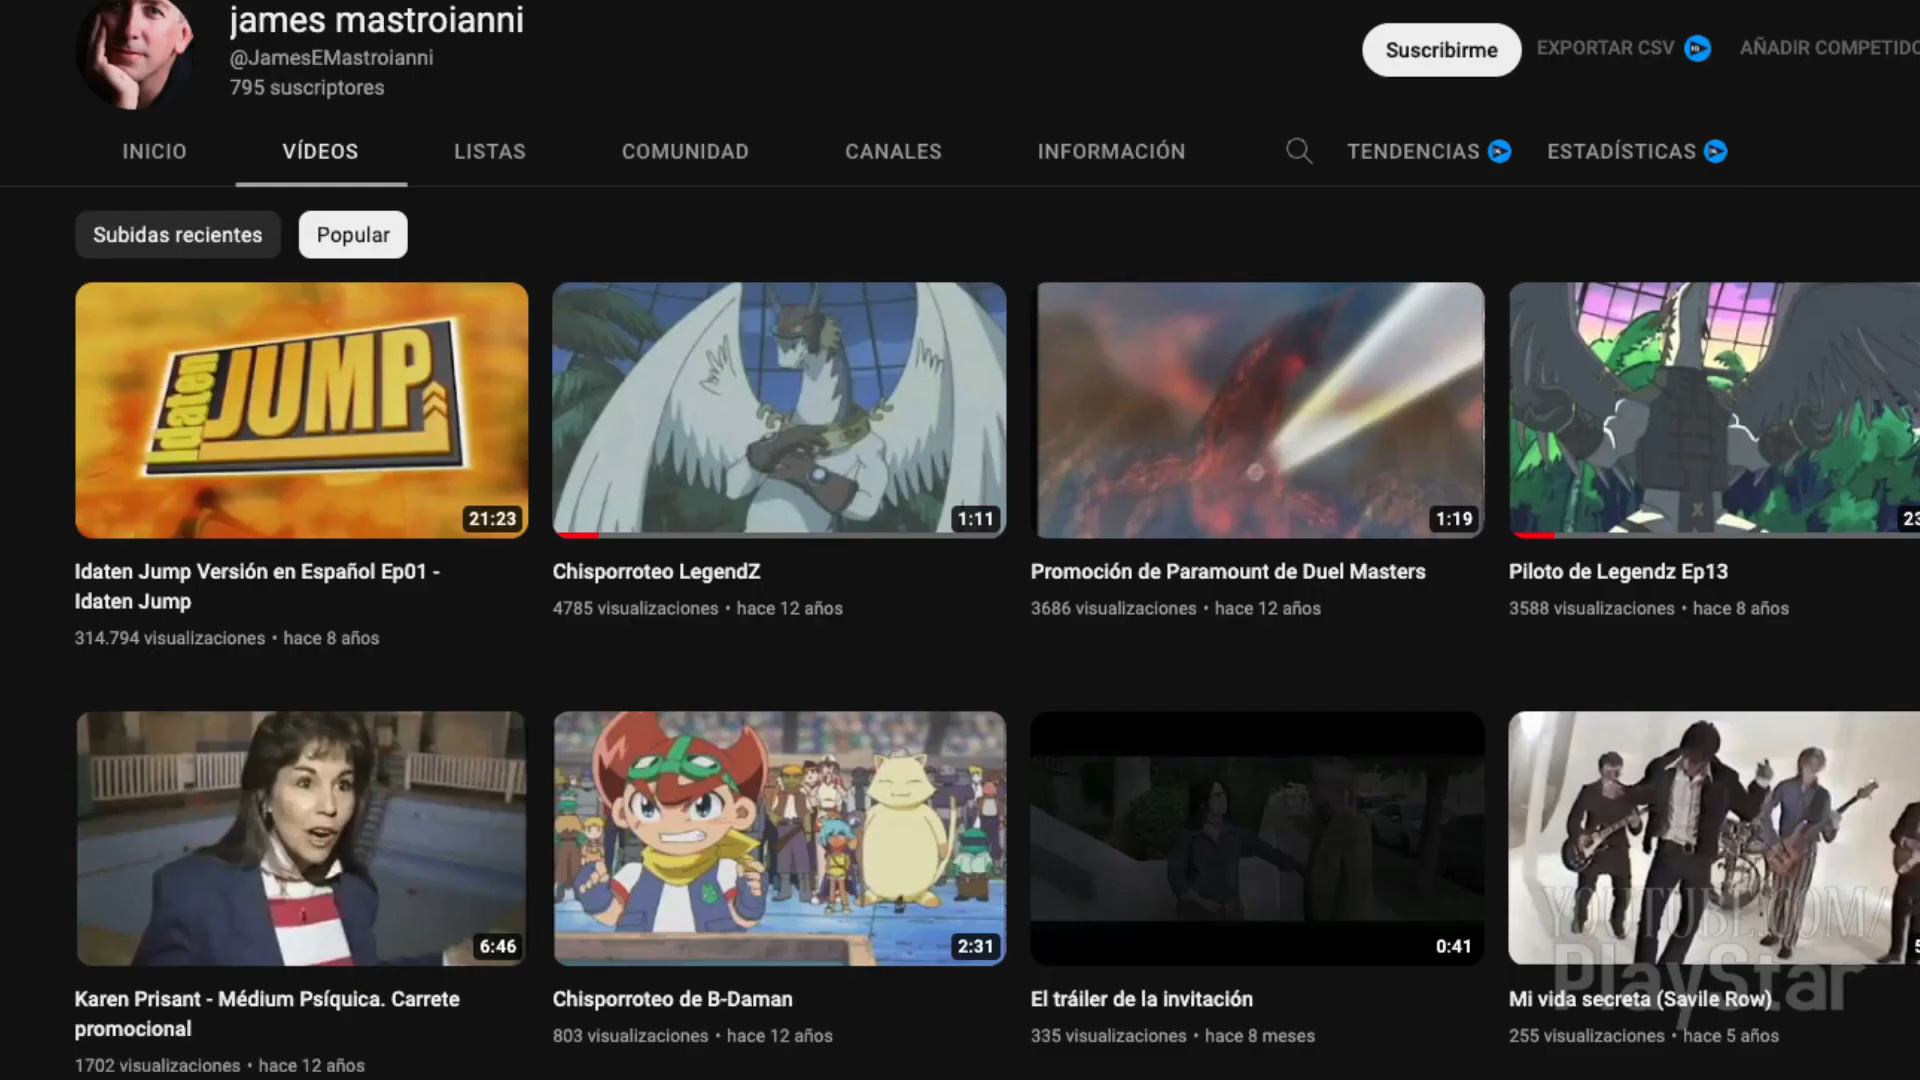 james mastroianni
@JamesEMastroianni
795 suscriptores
Suscribirme
EXPORTAR CSV
AÑADIR COMPETIDO
INICIO
VÍDEOS
LISTAS
COMUNIDAD
CANALES
INFORMACIÓN
TENDENCIAS
ESTADÍSTICAS
Subidas recientes
Popular
Idaten
JUMP
21:23
1:11
1:19
23
Idaten Jump Versión en Español Ep01 -
Idaten Jump
314.794 visualizaciones • hace 8 años
Chisporroteo LegendZ
4785 visualizaciones • hace 12 años
Promoción de Paramount de Duel Masters
3686 visualizaciones • hace 12 años
Piloto de Legendz Ep13
3588 visualizaciones • hace 8 años
6:46
2:31
0:41
5
YOUTUBE.COM/
PlayStar
Karen Prisant - Médium Psíquica. Carrete
promocional
1702 visualizaciones • hace 12 años
Chisporroteo de B-Daman
803 visualizaciones • hace 12 años
El tráiler de la invitación
335 visualizaciones • hace 8 meses
Mi vida secreta (Savile Row)
255 visualizaciones • hace 5 años